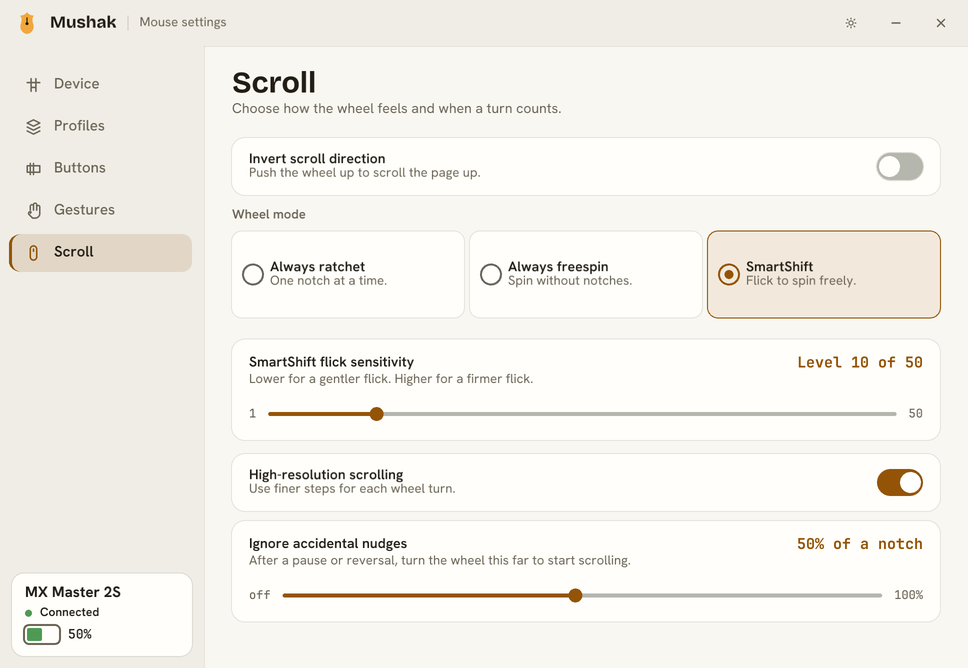 Mushak
Mouse settings
Device
Profiles
Buttons
Gestures
Scroll
MX Master 2S
Connected
50%
Scroll
Choose how the wheel feels and when a turn counts.
Invert scroll direction
Push the wheel up to scroll the page up.
Wheel mode
Always ratchet
One notch at a time.
Always freespin
Spin without notches.
SmartShift
Flick to spin freely.
SmartShift flick sensitivity
Level 10 of 50
Lower for a gentler flick. Higher for a firmer flick.
1
50
High-resolution scrolling
Use finer steps for each wheel turn.
Ignore accidental nudges
50% of a notch
After a pause or reversal, turn the wheel this far to start scrolling.
off
100%